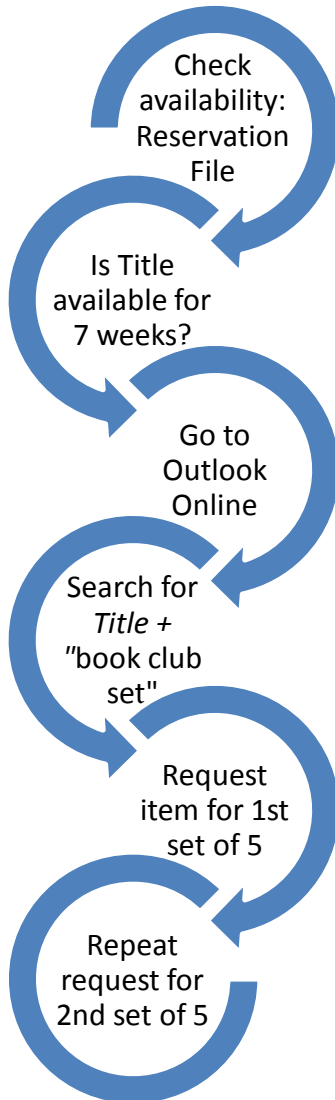 Check
availability:
Reservation
File
Is Title
available for
7 weeks?
Go to
Outlook
Online
Search for
Title +
"book club
set"
Request
item for 1st
set of 5
Repeat
request for
2nd set of 5